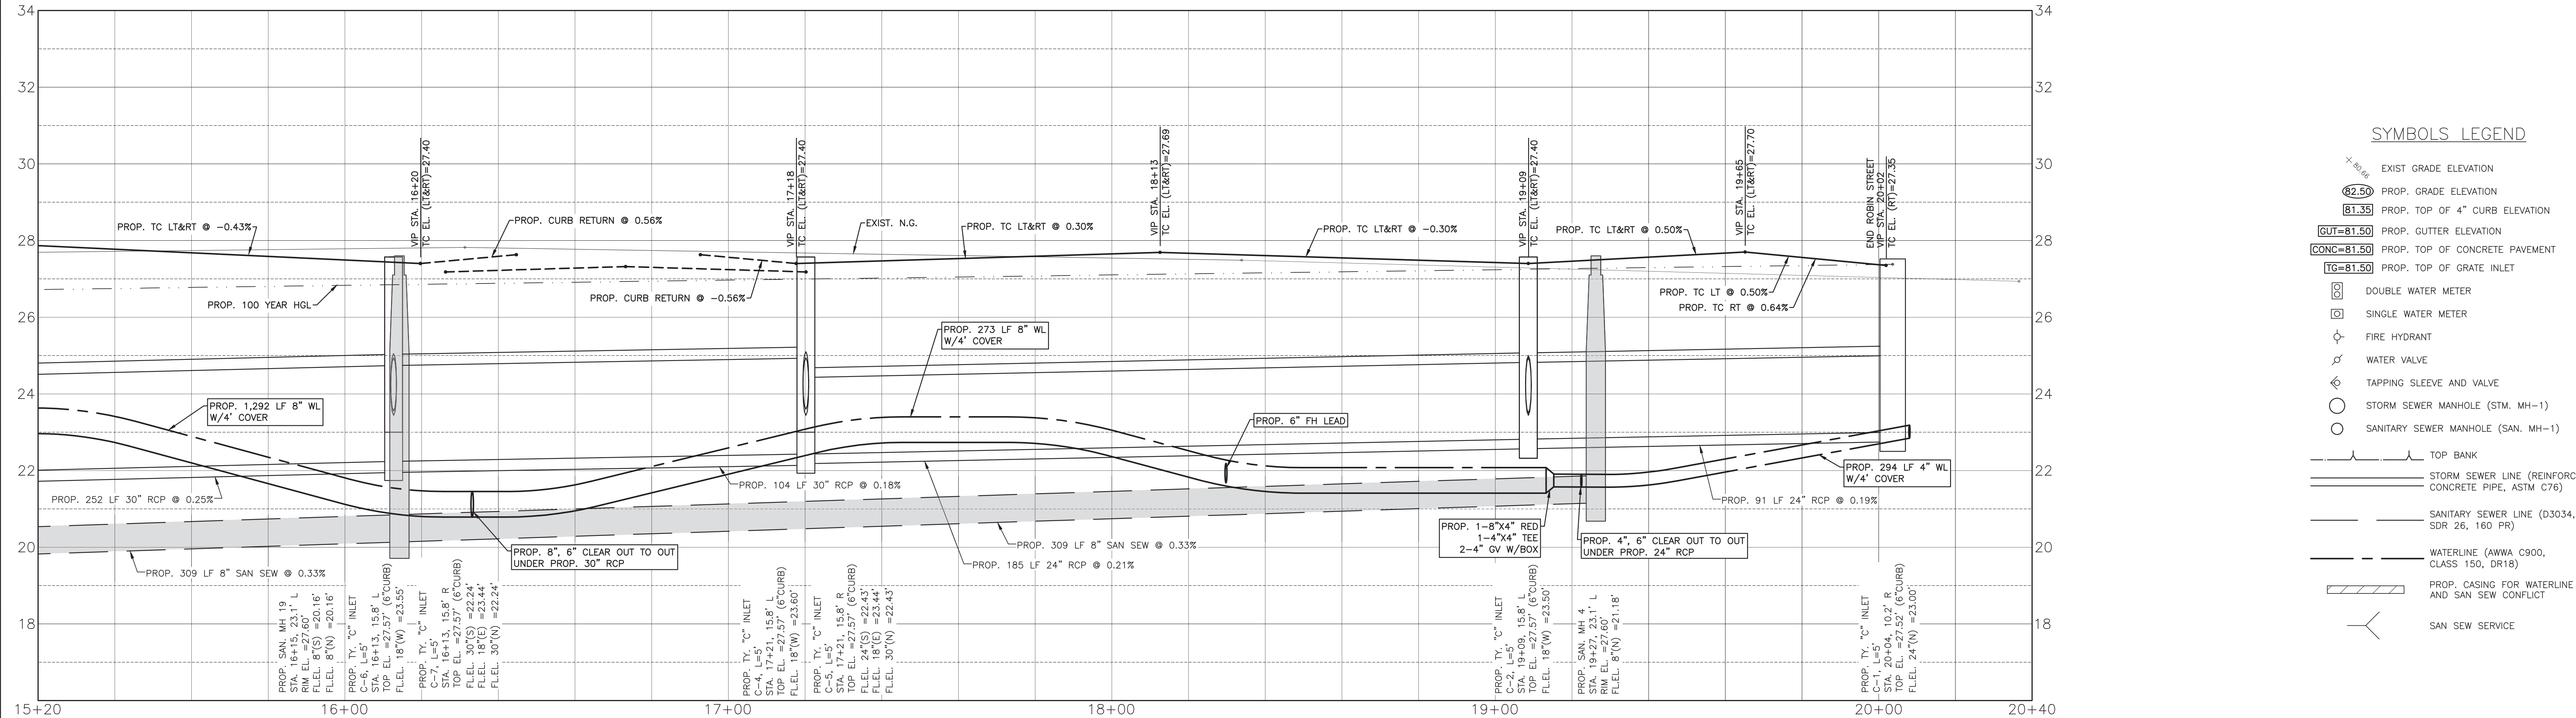 34
32
30
28
26
24
22
20
18
34
32
30
28
26
24
22
20
18
15+20
16+00
17+00
18+00
19+00
20+00
20+40
PROP. TC LT&RT @ -0.43%
VIP STA. 16+20
TC EL. (LT&RT)=27.40
PROP. CURB RETURN @ 0.56%
PROP. CURB RETURN @ -0.56%
VIP STA. 17+18
TC EL. (LT&RT)=27.40
EXIST. N.G.
PROP. TC LT&RT @ 0.30%
VIP STA. 18+13
TC EL. (LT&RT)=27.69
PROP. TC LT&RT @ -0.30%
VIP STA. 19+09
TC EL. (LT&RT)=27.40
PROP. TC LT&RT @ 0.50%
VIP STA. 19+65
TC EL. (LT&RT)=27.70
PROP. TC LT @ 0.50%
PROP. TC RT @ 0.64%
END ROBIN STREET
VIP STA. 20+02
TC EL. (RT)=27.35
PROP. 100 YEAR HGL
PROP. 1,292 LF 8" WL
W/4' COVER
PROP. 273 LF 8" WL
W/4' COVER
PROP. 6" FH LEAD
PROP. 252 LF 30" RCP @ 0.25%
PROP. 104 LF 30" RCP @ 0.18%
PROP. 294 LF 4" WL
W/4' COVER
PROP. 91 LF 24" RCP @ 0.19%
PROP. 309 LF 8" SAN SEW @ 0.33%
PROP. 8", 6" CLEAR OUT TO OUT
UNDER PROP. 30" RCP
PROP. 309 LF 8" SAN SEW @ 0.33%
PROP. 185 LF 24" RCP @ 0.21%
PROP. 1-8"X4" RED
1-4"X4" TEE
2-4" GV W/BOX
PROP. 4", 6" CLEAR OUT TO OUT
UNDER PROP. 24" RCP
PROP. SAN. MH 19
STA. 16+15, 23.1' L
RIM EL. =27.60'
FL.EL. 8"(S) =20.16'
FL.EL. 8"(N) =20.16'
PROP. TY. "C" INLET
C-6, L=5'
STA. 16+13, 15.8' L
TOP EL. =27.57' (6"CURB)
FL.EL. 18"(W) =23.55'
PROP. TY. "C" INLET
C-7, L=5'
STA. 16+13, 15.8' R
TOP EL. =27.57' (6"CURB)
FL.EL. 30"(S) =22.24'
FL.EL. 18"(E) =23.44'
FL.EL. 30"(N) =22.24'
PROP. TY. "C" INLET
C-4, L=5'
STA. 17+21, 15.8' L
TOP EL. =27.57' (6"CURB)
FL.EL. 18"(W) =23.60'
PROP. TY. "C" INLET
C-5, L=5'
STA. 17+21, 15.8' R
TOP EL. =27.57' (6"CURB)
FL.EL. 24"(S) =22.43'
FL.EL. 18"(E) =23.44'
FL.EL. 30"(N) =22.43'
PROP. TY. "C" INLET
C-2, L=5'
STA. 19+09, 15.8' L
TOP EL. =27.57' (6"CURB)
FL.EL. 18"(W) =23.50'
PROP. SAN. MH 4
STA. 19+27, 23.1' L
RIM EL. =27.60'
FL.EL. 8"(N) =21.18'
PROP. TY. "C" INLET
C-1, L=5'
STA. 20+04, 10.2' R
TOP EL. =27.52' (6"CURB)
FL.EL. 24"(N) =23.00'
SYMBOLS LEGEND
80.66 EXIST GRADE ELEVATION
82.50 PROP. GRADE ELEVATION
81.35 PROP. TOP OF 4" CURB ELEVATION
GUT=81.50 PROP. GUTTER ELEVATION
CONC=81.50 PROP. TOP OF CONCRETE PAVEMENT
TG=81.50 PROP. TOP OF GRATE INLET
DOUBLE WATER METER
SINGLE WATER METER
FIRE HYDRANT
WATER VALVE
TAPPING SLEEVE AND VALVE
STORM SEWER MANHOLE (STM. MH-1)
SANITARY SEWER MANHOLE (SAN. MH-1)
TOP BANK
STORM SEWER LINE (REINFORC
CONCRETE PIPE, ASTM C76)
SANITARY SEWER LINE (D3034,
SDR 26, 160 PR)
WATERLINE (AWWA C900,
CLASS 150, DR18)
PROP. CASING FOR WATERLINE
AND SAN SEW CONFLICT
SAN SEW SERVICE